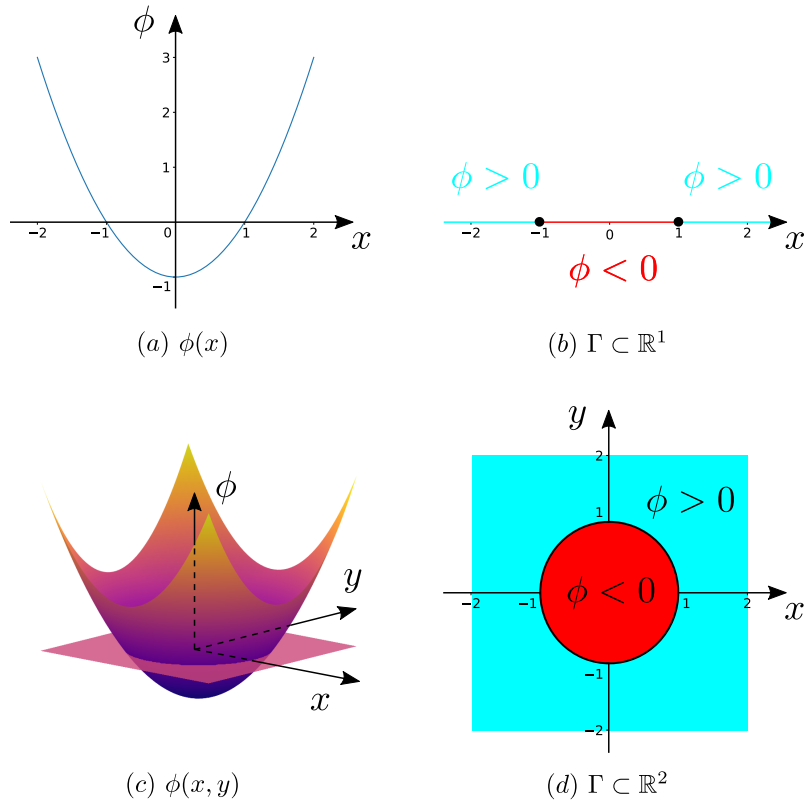 ϕ
3
2
1
−2 −1 0 1 2 x
−1
(a) ϕ(x)
ϕ > 0 ϕ > 0
−2 −1 0 1 2 x
ϕ < 0
(b) Γ ⊂ ℝ¹
ϕ
y
x
(c) ϕ(x, y)
y
2
ϕ > 0
1
ϕ < 0
−2 −1 1 2 x
−1
−2
(d) Γ ⊂ ℝ²